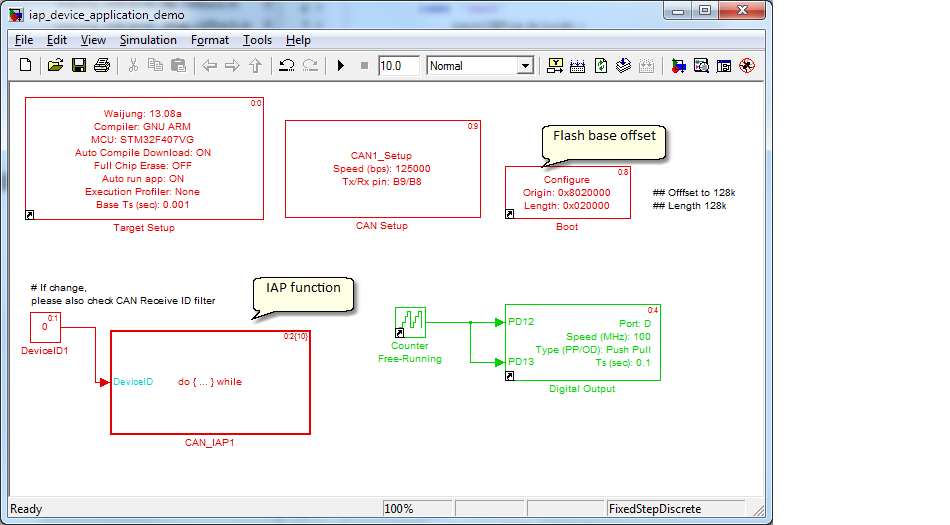 iap_device_application_demo
File Edit View Simulation Format Tools Help
10.0 Normal
0:0
Waijung: 13.08a
Compiler: GNU ARM
MCU: STM32F407VG
Auto Compile Download: ON
Full Chip Erase: OFF
Auto run app: ON
Execution Profiler: None
Base Ts (sec): 0.001
Target Setup
0:9
CAN1_Setup
Speed (bps): 125000
Tx/Rx pin: B9/B8
CAN Setup
Flash base offset
0:8
Configure
Origin: 0x8020000
Length: 0x020000
Boot
## Offfset to 128k
## Length 128k
# If change,
please also check CAN Receive ID filter
0:1
0
DeviceID1
IAP function
0:2{10}
DeviceID
do { ... } while
CAN_IAP1
Counter
Free-Running
0:4
PD12
PD13
Port: D
Speed (MHz): 100
Type (PP/OD): Push Pull
Ts (sec): 0.1
Digital Output
Ready 100% FixedStepDiscrete